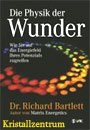 Die Physik der
Wunder
Wie Sie auf
das Energiefeld
Ihres Potenzials
zugreifen
Dr. Richard Bartlett
Autor von Matrix Energetics
Kristallzentrum